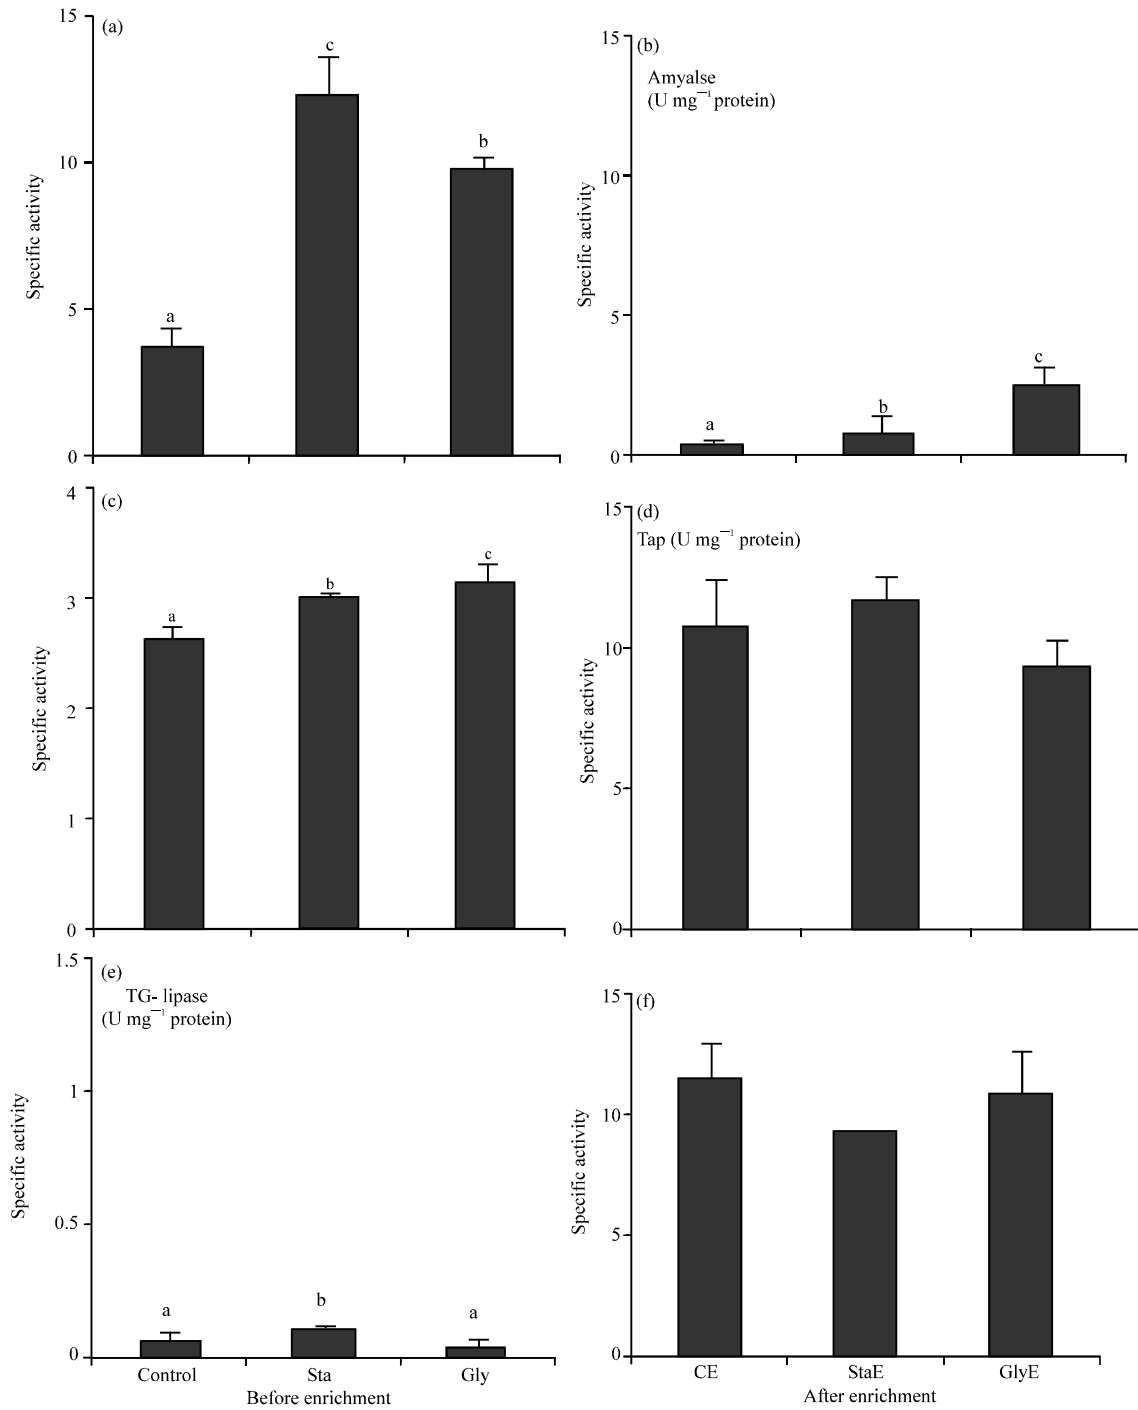 (a)
15
10
5
0
Specific activity
a
c
b
(b)
Amyalse
(U mg⁻¹ protein)
15
10
5
0
Specific activity
a
b
c
(c)
4
3
2
1
0
Specific activity
a
b
c
(d)
Tap (U mg⁻¹ protein)
15
10
5
0
Specific activity
(e)
TG- lipase
(U mg⁻¹ protein)
1.5
1
0.5
0
Specific activity
a
b
a
Control Sta Gly
Before enrichment
(f)
15
10
5
0
Specific activity
CE StaE GlyE
After enrichment